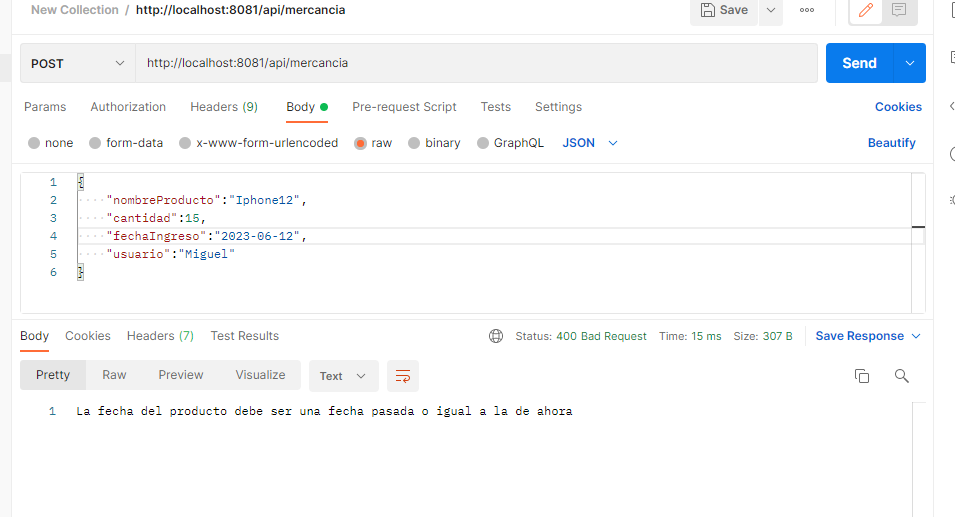 New Collection / http://localhost:8081/api/mercancia
Save
POST http://localhost:8081/api/mercancia Send
Params Authorization Headers (9) Body Pre-request Script Tests Settings Cookies
none form-data x-www-form-urlencoded raw binary GraphQL JSON Beautify
1 {
2 "nombreProducto":"Iphone12",
3 "cantidad":15,
4 "fechaIngreso":"2023-06-12",
5 "usuario":"Miguel"
6 }
Body Cookies Headers (7) Test Results Status: 400 Bad Request Time: 15 ms Size: 307 B Save Response
Pretty Raw Preview Visualize Text
1 La fecha del producto debe ser una fecha pasada o igual a la de ahora